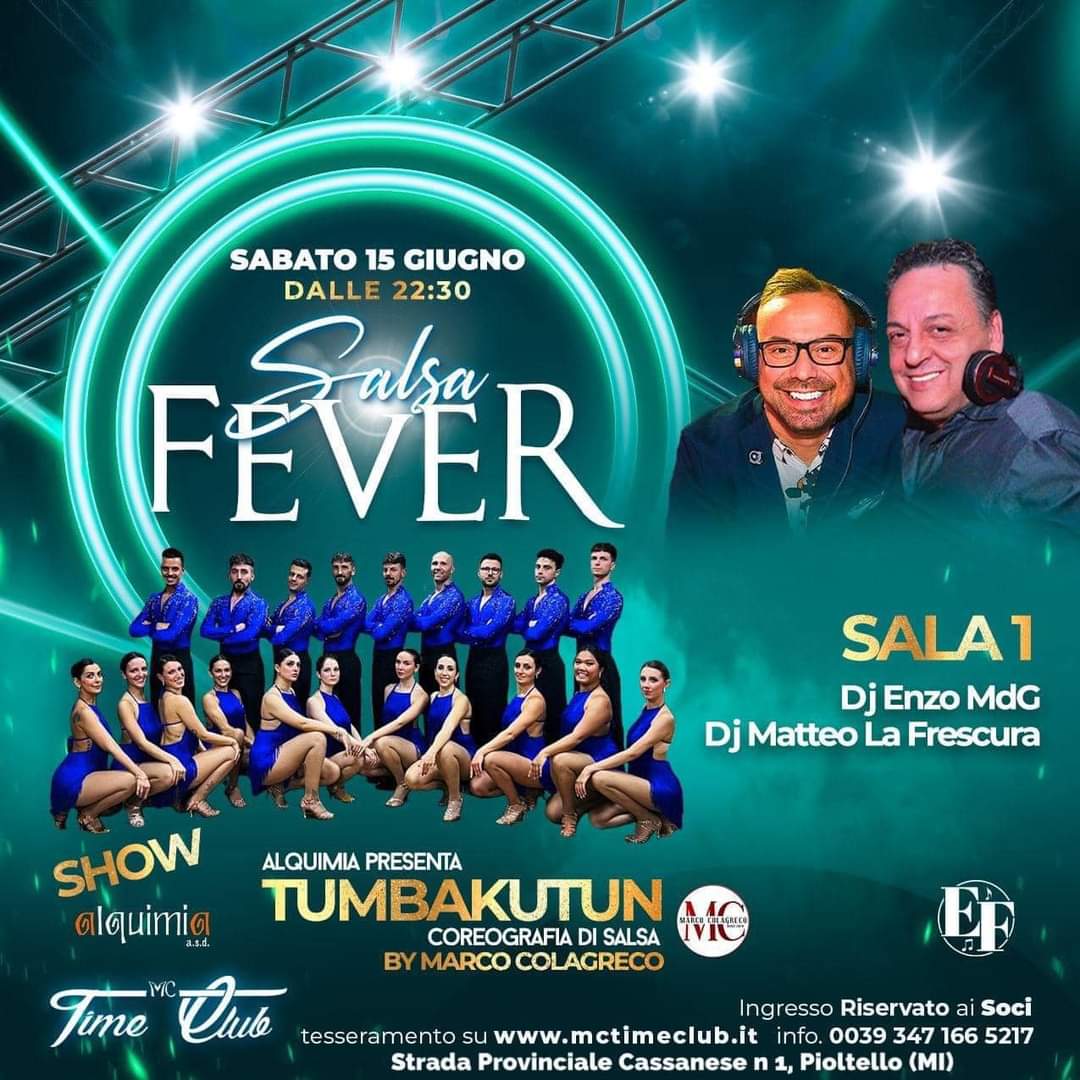 SABATO 15 GIUGNO
DALLE 22:30
Salsa
FEVER
SALA 1
Dj Enzo MdG
Dj Matteo La Frescura
SHOW
alquimia
a.s.d.
ALQUIMIA PRESENTA
TUMBAKUTUN
COREOGRAFIA DI SALSA
BY MARCO COLAGRECO
MC
MARCO COLAGRECO
EF
MC
Time Club
Ingresso Riservato ai Soci
tesseramento su www.mctimeclub.it info. 0039 347 166 5217
Strada Provinciale Cassanese n 1, Pioltello (MI)